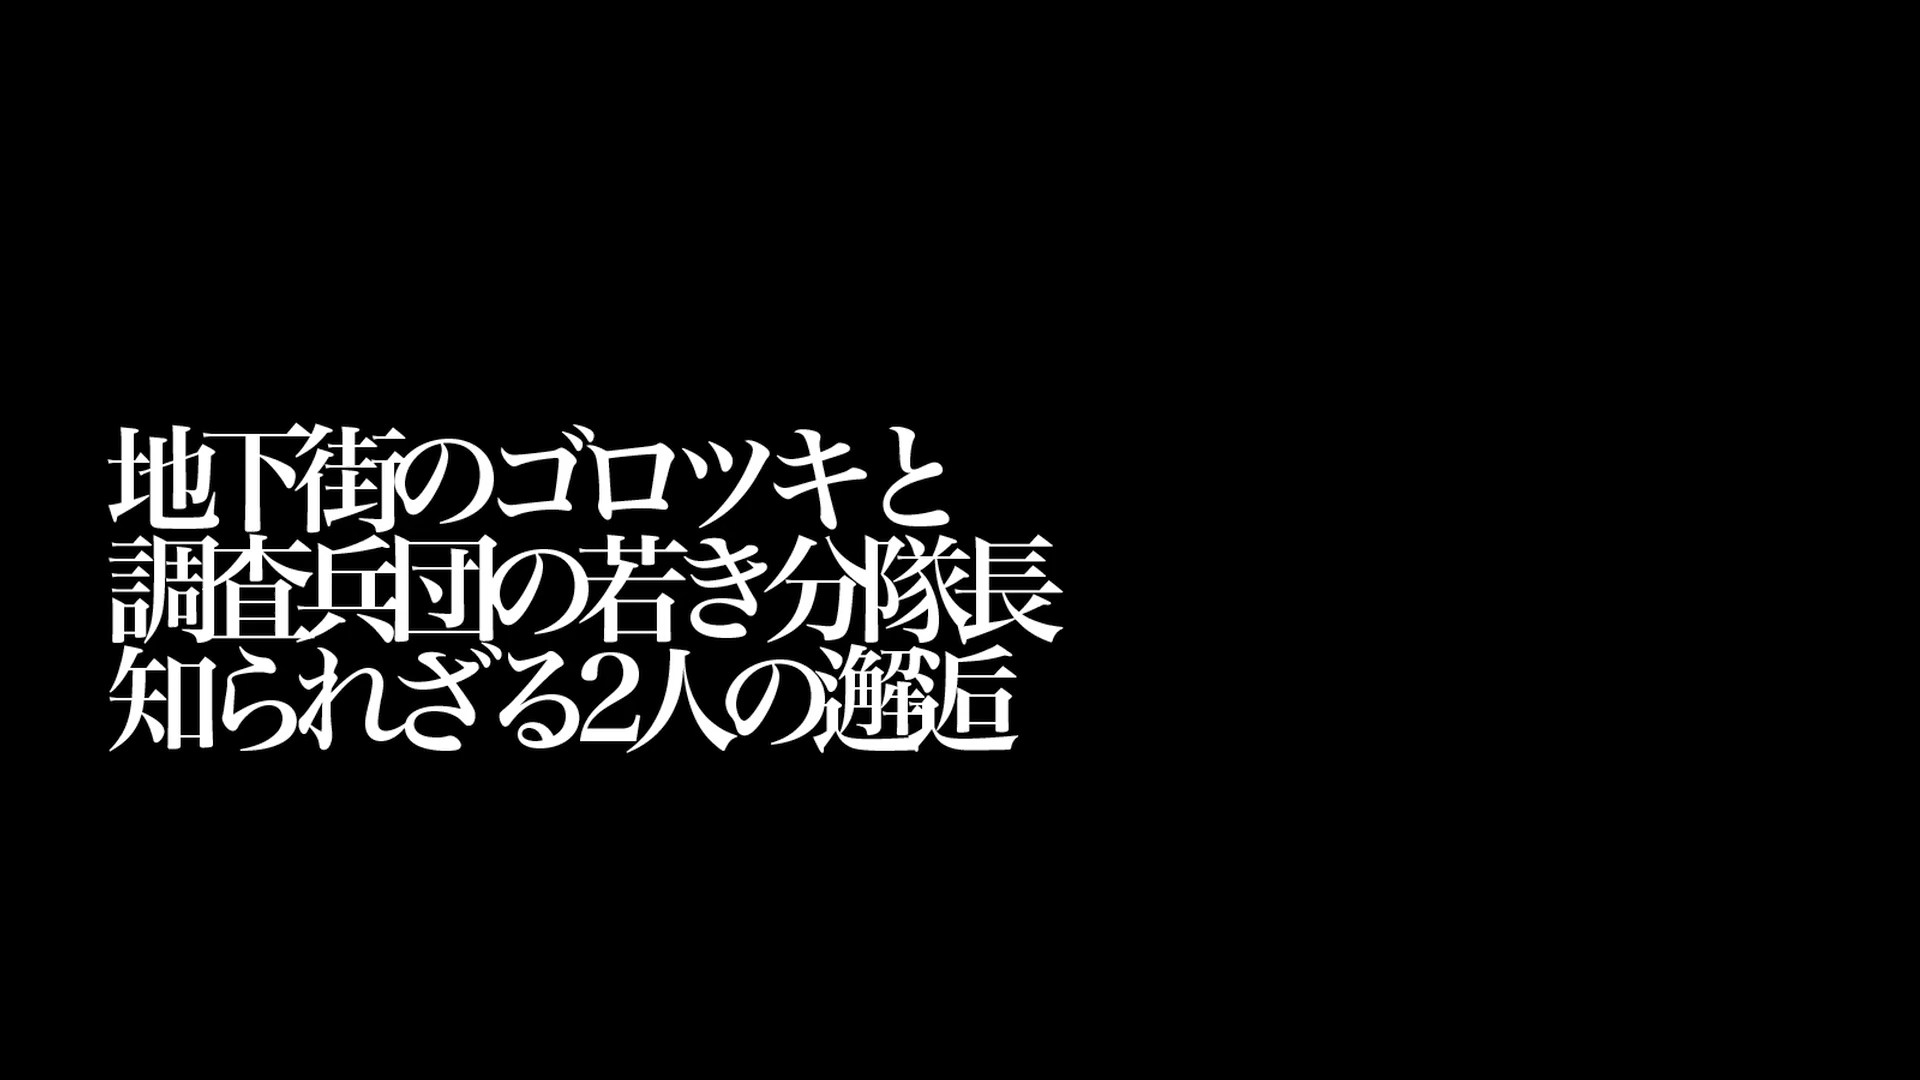 地下街のゴロツキと
調査兵団の若き分隊長
知られざる2人の邂逅